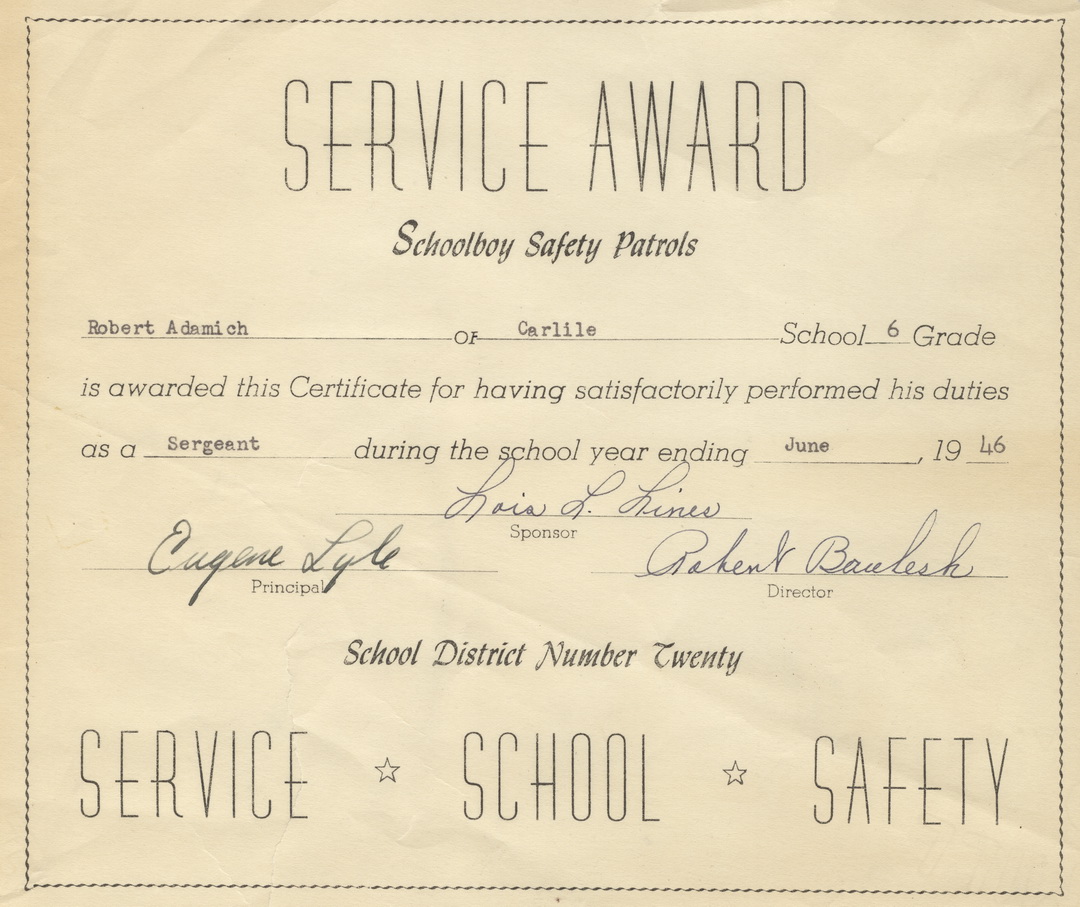 SERVICE AWARD
Schoolboy Safety Patrols
Robert Adamich OF Carlile School 6 Grade
is awarded this Certificate for having satisfactorily performed his duties
as a Sergeant during the school year ending June, 19 46
Lois L. Lines
Sponsor
Eugene Lyle Robert Baulesh
Principal Director
School District Number Twenty
SERVICE ☆ SCHOOL ☆ SAFETY